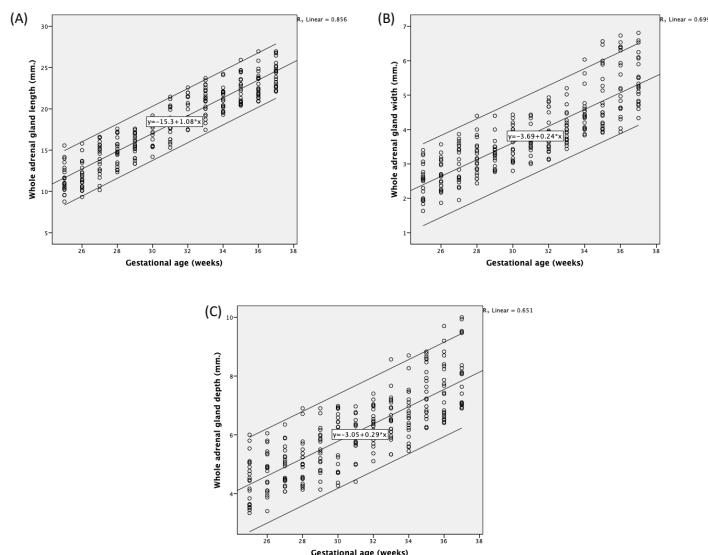 (A)
R, Linear = 0.856
Whole adrenal gland length (mm.)
30
25
20
15
10
5
y=-15.3+1.08*x
26 28 30 32 34 36 38
Gestational age (weeks)
(B)
R, Linear = 0.695
Whole adrenal gland width (mm.)
7
6
5
4
3
2
1
y=-3.69+0.24*x
26 28 30 32 34 36 38
Gestational age (weeks)
(C)
R, Linear = 0.651
Whole adrenal gland depth (mm.)
10
8
6
4
y=-3.05+0.29*x
26 28 30 32 34 36 38
Gestational age (weeks)